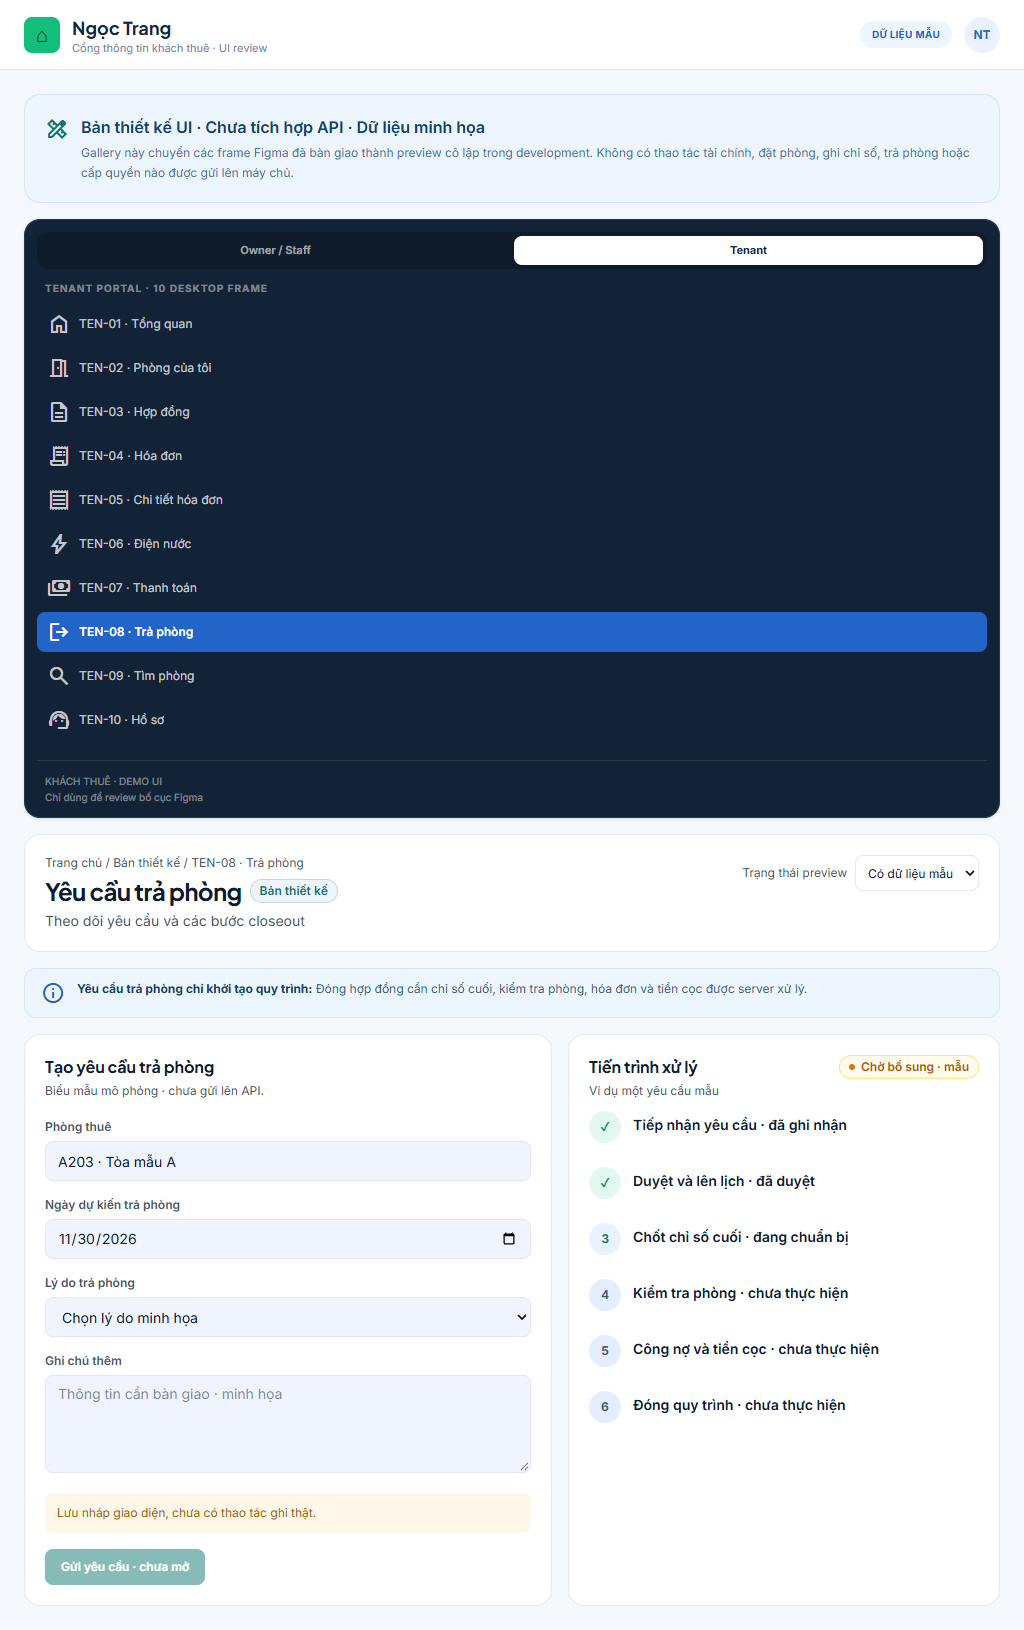 Ngọc Trang
Cổng thông tin khách thuê · UI review
DỮ LIỆU MẪU
NT
Bản thiết kế UI · Chưa tích hợp API · Dữ liệu minh họa
Gallery này chuyển các frame Figma đã bàn giao thành preview cô lập trong development. Không có thao tác tài chính, đặt phòng, ghi chỉ số, trả phòng hoặc
cấp quyền nào được gửi lên máy chủ.
Owner / Staff
Tenant
TENANT PORTAL · 10 DESKTOP FRAME
TEN-01 · Tổng quan
TEN-02 · Phòng của tôi
TEN-03 · Hợp đồng
TEN-04 · Hóa đơn
TEN-05 · Chi tiết hóa đơn
TEN-06 · Điện nước
TEN-07 · Thanh toán
TEN-08 · Trả phòng
TEN-09 · Tìm phòng
TEN-10 · Hồ sơ
KHÁCH THUÊ · DEMO UI
Chỉ dùng để review bố cục Figma
Trang chủ / Bản thiết kế / TEN-08 · Trả phòng
Yêu cầu trả phòng
Bản thiết kế
Theo dõi yêu cầu và các bước closeout
Trạng thái preview
Có dữ liệu mẫu
Yêu cầu trả phòng chỉ khởi tạo quy trình: Đóng hợp đồng cần chỉ số cuối, kiểm tra phòng, hóa đơn và tiền cọc được server xử lý.
Tạo yêu cầu trả phòng
Biểu mẫu mô phỏng · chưa gửi lên API.
Phòng thuê
A203 · Tòa mẫu A
Ngày dự kiến trả phòng
11/30/2026
Lý do trả phòng
Chọn lý do minh họa
Ghi chú thêm
Thông tin cần bàn giao · minh họa
Lưu nháp giao diện, chưa có thao tác ghi thật.
Gửi yêu cầu · chưa mở
Tiến trình xử lý
Chờ bổ sung · mẫu
Ví dụ một yêu cầu mẫu
✓ Tiếp nhận yêu cầu · đã ghi nhận
✓ Duyệt và lên lịch · đã duyệt
3 Chốt chỉ số cuối · đang chuẩn bị
4 Kiểm tra phòng · chưa thực hiện
5 Công nợ và tiền cọc · chưa thực hiện
6 Đóng quy trình · chưa thực hiện